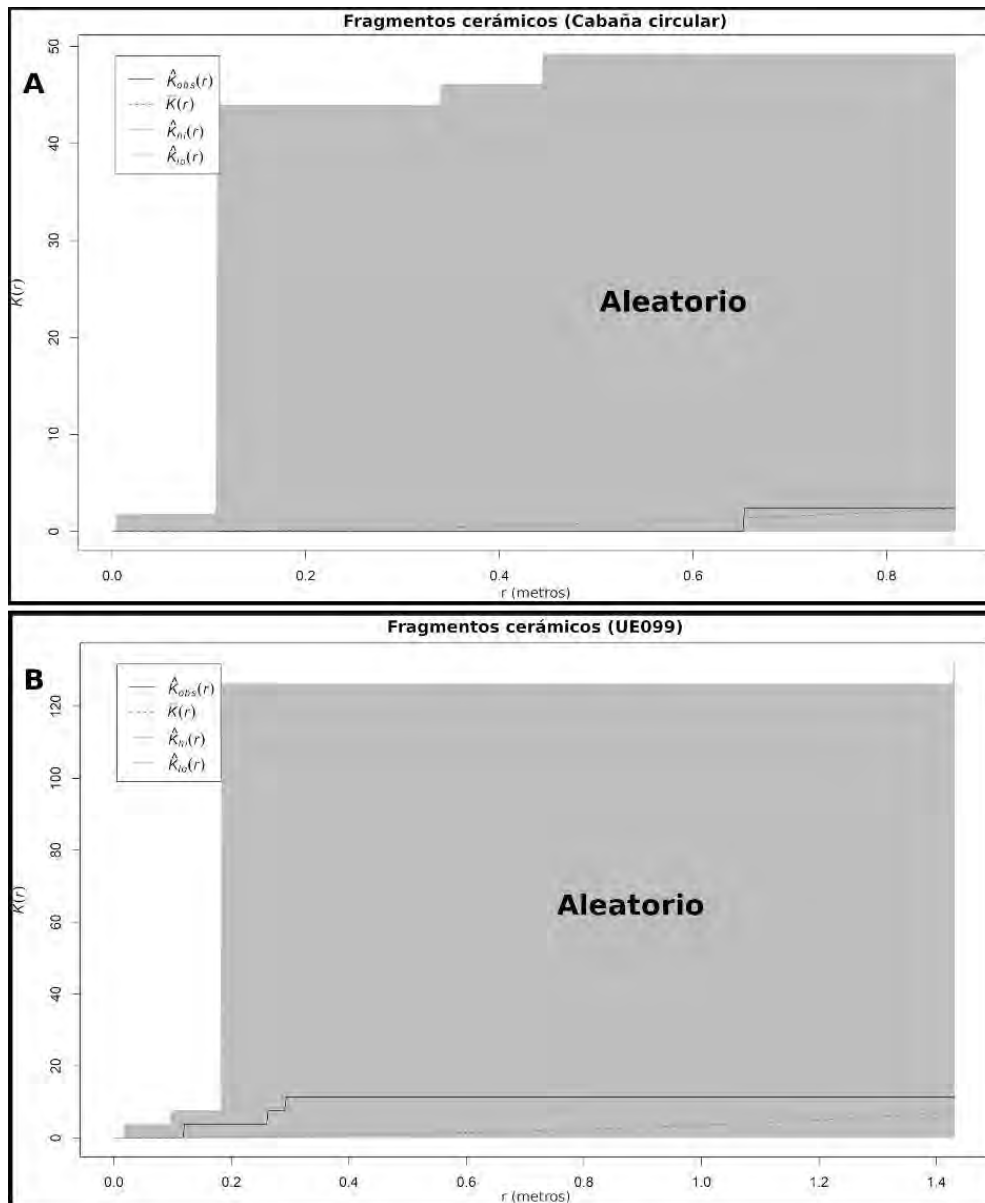 Fragmentos cerámicos (Cabaña circular)
A
K̂obs(r)
K̄(r)
K̂hi(r)
K̂lo(r)
50
40
30
20
10
0
K(r)
Aleatorio
0.0 0.2 0.4 0.6 0.8
r (metros)
Fragmentos cerámicos (UE099)
B
K̂obs(r)
K̄(r)
K̂hi(r)
K̂lo(r)
120
100
80
60
40
20
0
K(r)
Aleatorio
0.0 0.2 0.4 0.6 0.8 1.0 1.2 1.4
r (metros)